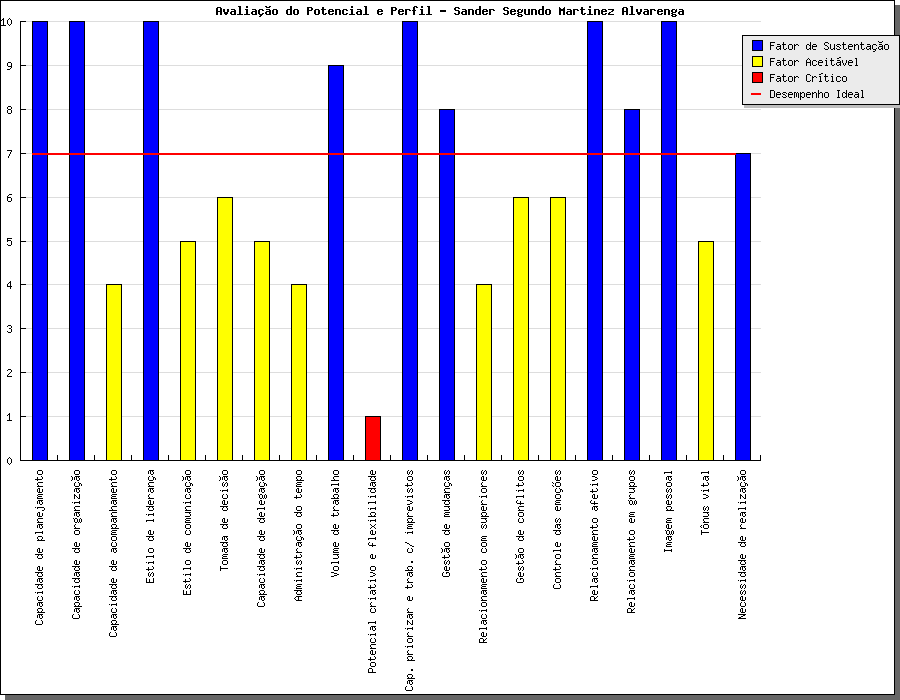 Avaliação do Potencial e Perfil - Sander Segundo Martinez Alvarenga
Fator de Sustentação
Fator Aceitável
Fator Crítico
Desempenho Ideal
10
9
8
7
6
5
4
3
2
1
0
Capacidade de planejamento
Capacidade de organização
Capacidade de acompanhamento
Estilo de liderança
Estilo de comunicação
Tomada de decisão
Capacidade de delegação
Administração do tempo
Volume de trabalho
Potencial criativo e flexibilidade
Cap. priorizar e trab. c/ imprevistos
Gestão de mudanças
Relacionamento com superiores
Gestão de conflitos
Controle das emoções
Relacionamento afetivo
Relacionamento em grupos
Imagem pessoal
Tônus vital
Necessidade de realização